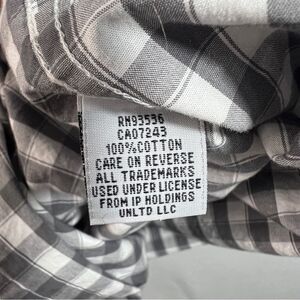 RN93536
CA07243
100%COTTON
CARE ON REVERSE
ALL TRADEMARKS
USED UNDER LICENSE
FROM IP HOLDINGS
UNLTD LLC